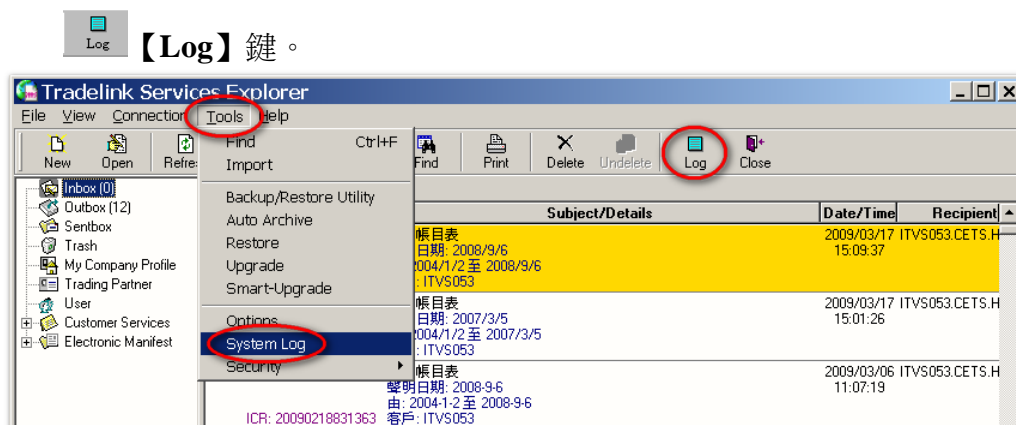 Log 【Log】鍵。
Tradelink Services Explorer
File View Connection Tools Help
New Open Refre Find Print Delete Undelete Log Close
Find Ctrl+F
Import
Backup/Restore Utility
Auto Archive
Restore
Upgrade
Smart-Upgrade
Options...
System Log
Security
Inbox (0)
Outbox (12)
Sentbox
Trash
My Company Profile
Trading Partner
User
Customer Services
Electronic Manifest
Subject/Details Date/Time Recipient
帳目表 2009/03/17 ITVS053.CETS.H
日期: 2008/9/6 15:09:37
2004/1/2 至 2008/9/6
: ITVS053
帳目表 2009/03/17 ITVS053.CETS.H
日期: 2007/3/5 15:01:26
2004/1/2 至 2007/3/5
: ITVS053
帳目表 2009/03/06 ITVS053.CETS.H
聲明日期: 2008-9-6 11:07:19
由: 2004-1-2 至 2008-9-6
ICR: 20090218831363 客戶: ITVS053